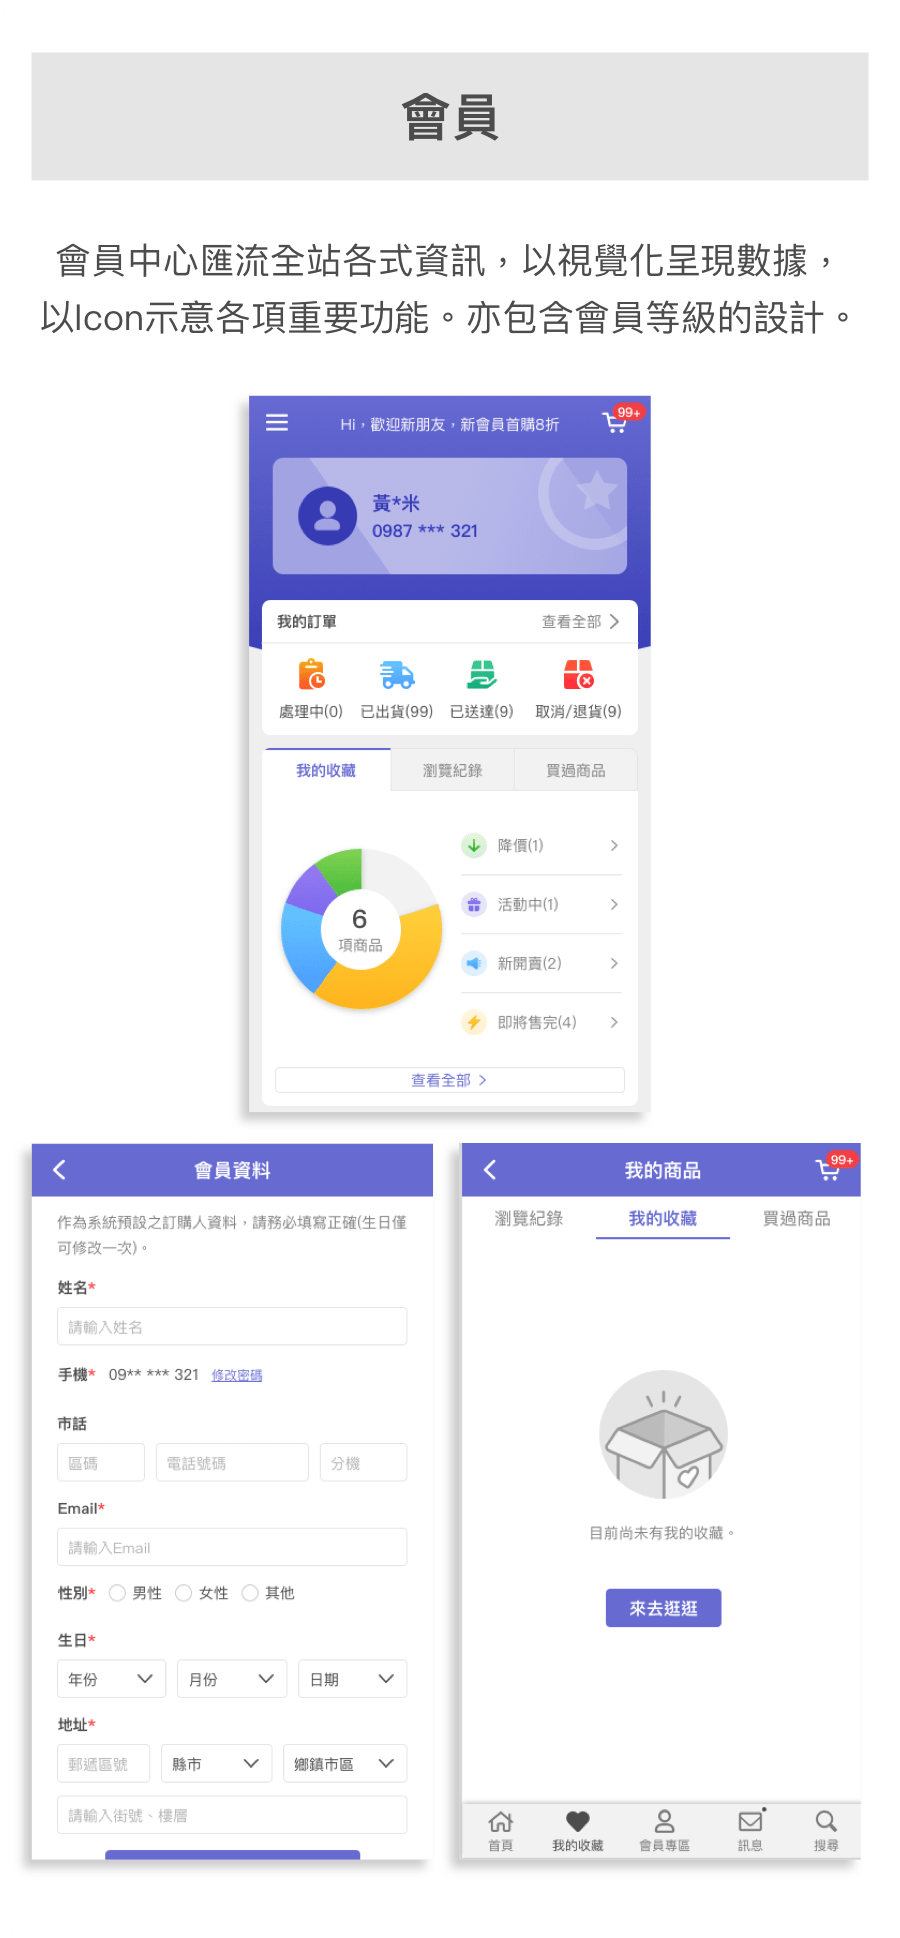 會員
會員中心匯流全站各式資訊，以視覺化呈現數據，
以Icon示意各項重要功能。亦包含會員等級的設計。
Hi，歡迎新朋友，新會員首購8折
99+
黃*米
0987 *** 321
我的訂單
查看全部
處理中(0) 已出貨(99) 已送達(9) 取消/退貨(9)
我的收藏 瀏覽紀錄 買過商品
6
項商品
降價(1)
活動中(1)
新開賣(2)
即將售完(4)
查看全部
會員資料
作為系統預設之訂購人資料，請務必填寫正確(生日僅
可修改一次)。
姓名*
請輸入姓名
手機* 09** *** 321 修改密碼
市話
區碼 電話號碼 分機
Email*
請輸入Email
性別* 男性 女性 其他
生日*
年份 月份 日期
地址*
郵遞區號 縣市 鄉鎮市區
請輸入街號、樓層
我的商品
99+
瀏覽紀錄 我的收藏 買過商品
目前尚未有我的收藏。
來去逛逛
首頁 我的收藏 會員專區 訊息 搜尋